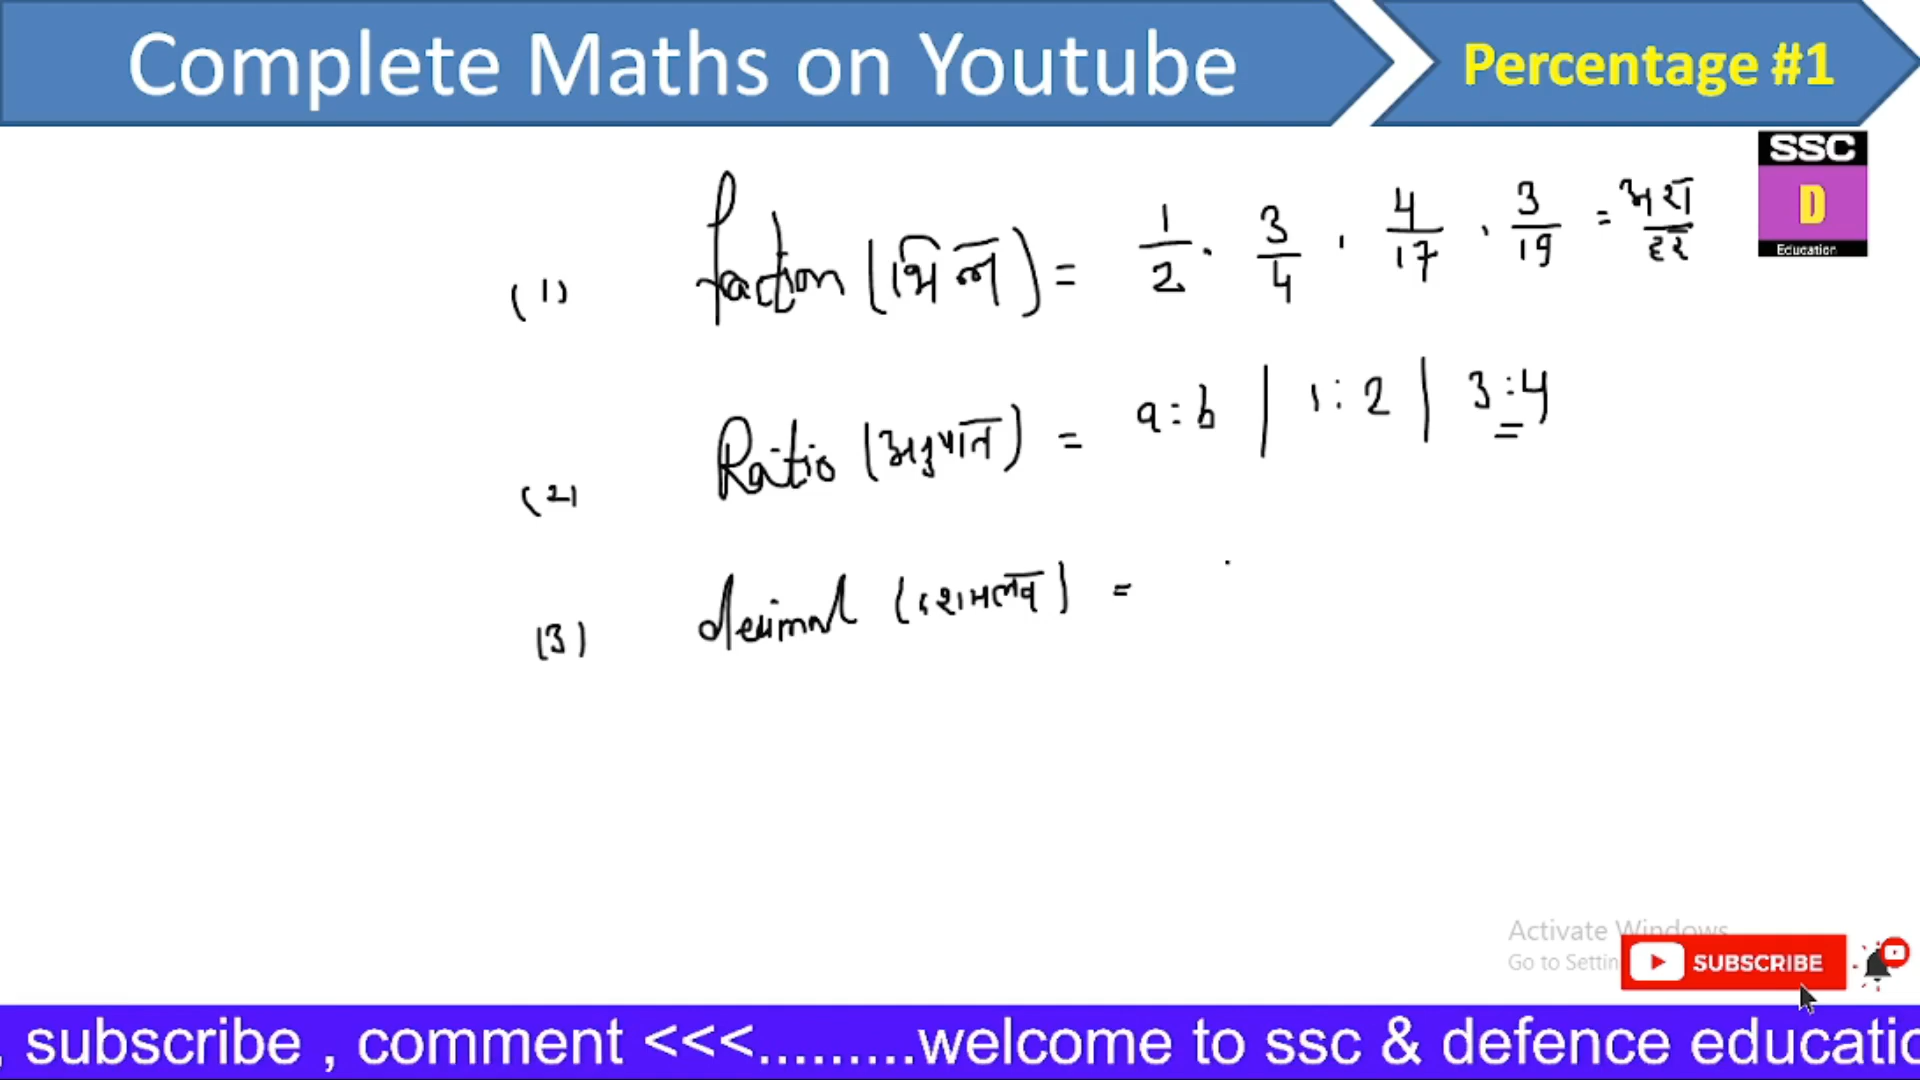 Complete Maths on Youtube
Percentage #1
SSC
D
Education
(1) faction (भिन्न) = 1/2 . 3/4 , 4/17 , 3/19 = अंश/हर
(2) Ratio (अनुपात) = a:b | 1:2 | 3:4
(3) decimal (दशमलव) =
Activate Windows
Go to Settin
SUBSCRIBE
, subscribe , comment <<<.........welcome to ssc & defence educatio